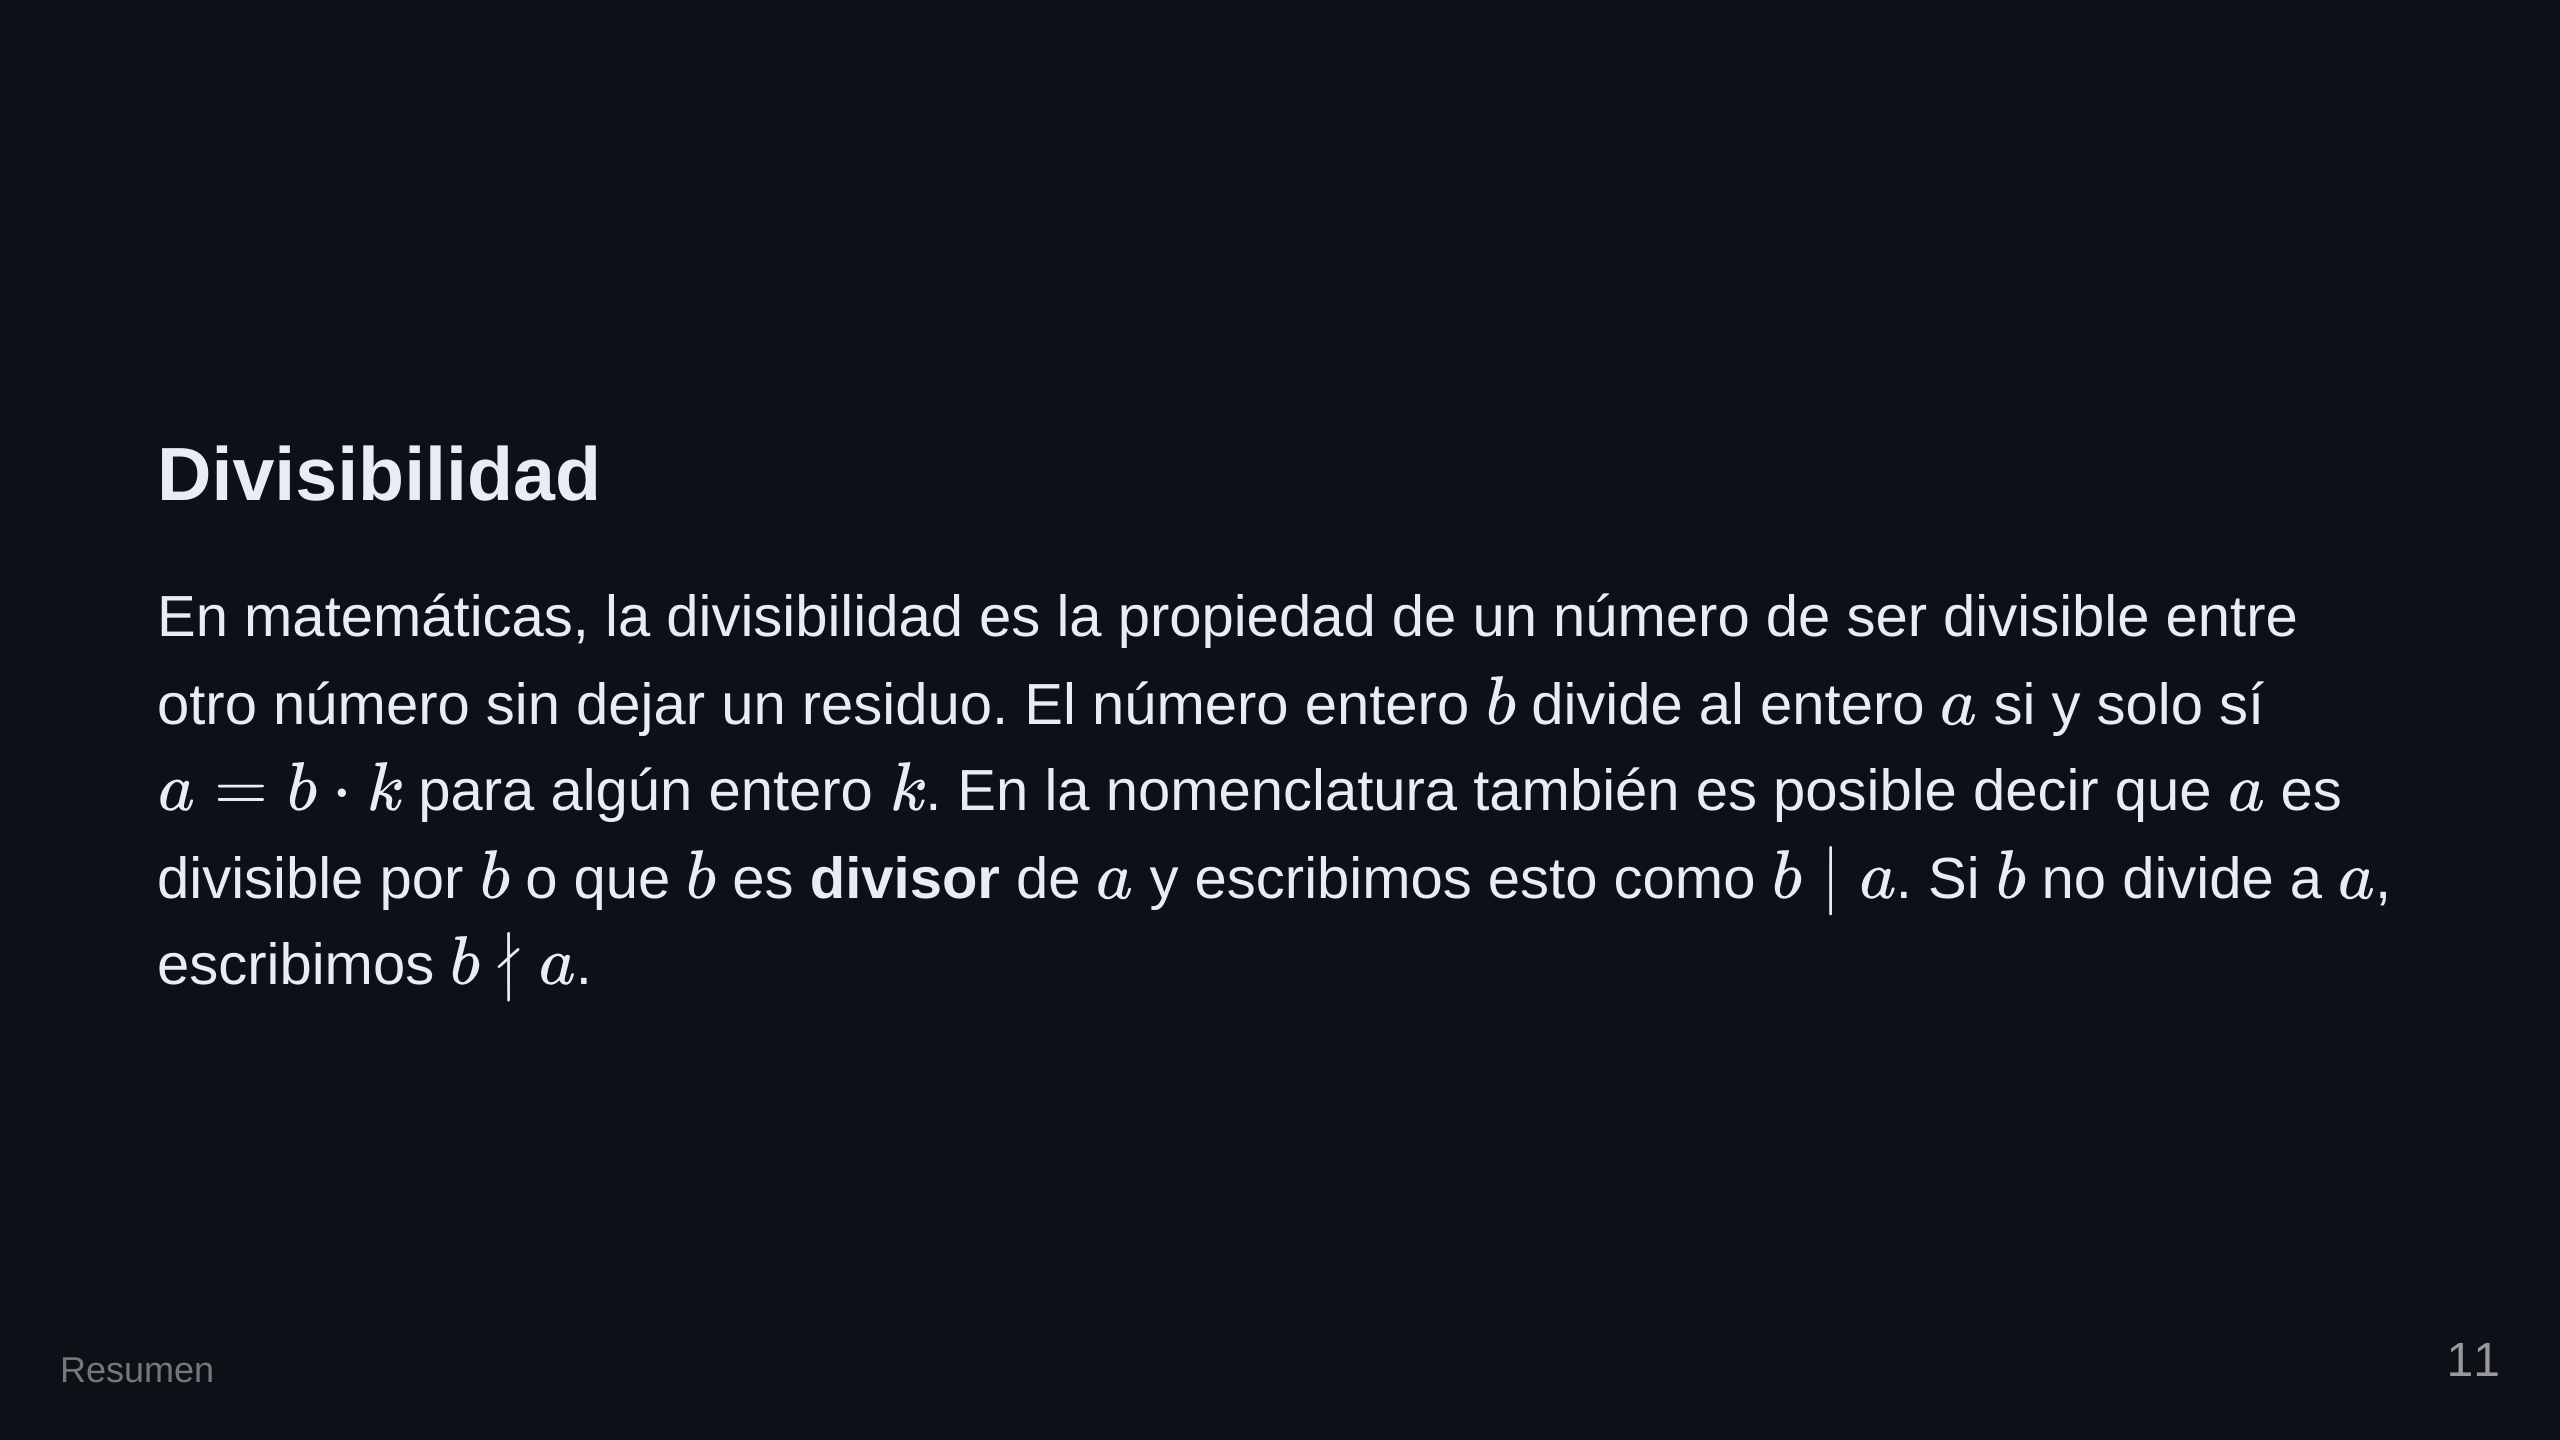 Divisibilidad
En matemáticas, la divisibilidad es la propiedad de un número de ser divisible entre
otro número sin dejar un residuo. El número entero b divide al entero a si y solo sí
a = b · k para algún entero k. En la nomenclatura también es posible decir que a es
divisible por b o que b es divisor de a y escribimos esto como b ∣ a. Si b no divide a a,
escribimos b ∤ a.
Resumen
11